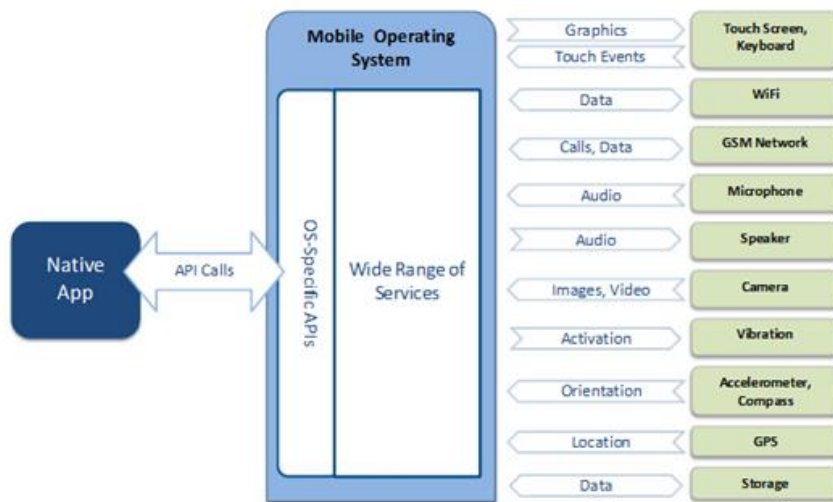 Mobile Operating
System
Graphics
Touch Events
Touch Screen,
Keyboard
Data
WiFi
Calls, Data
GSM Network
Audio
Microphone
Audio
Speaker
Images, Video
Camera
Activation
Vibration
Orientation
Accelerometer,
Compass
Location
GPS
Data
Storage
Native
App
API Calls
OS-Specific APIs
Wide Range of
Services